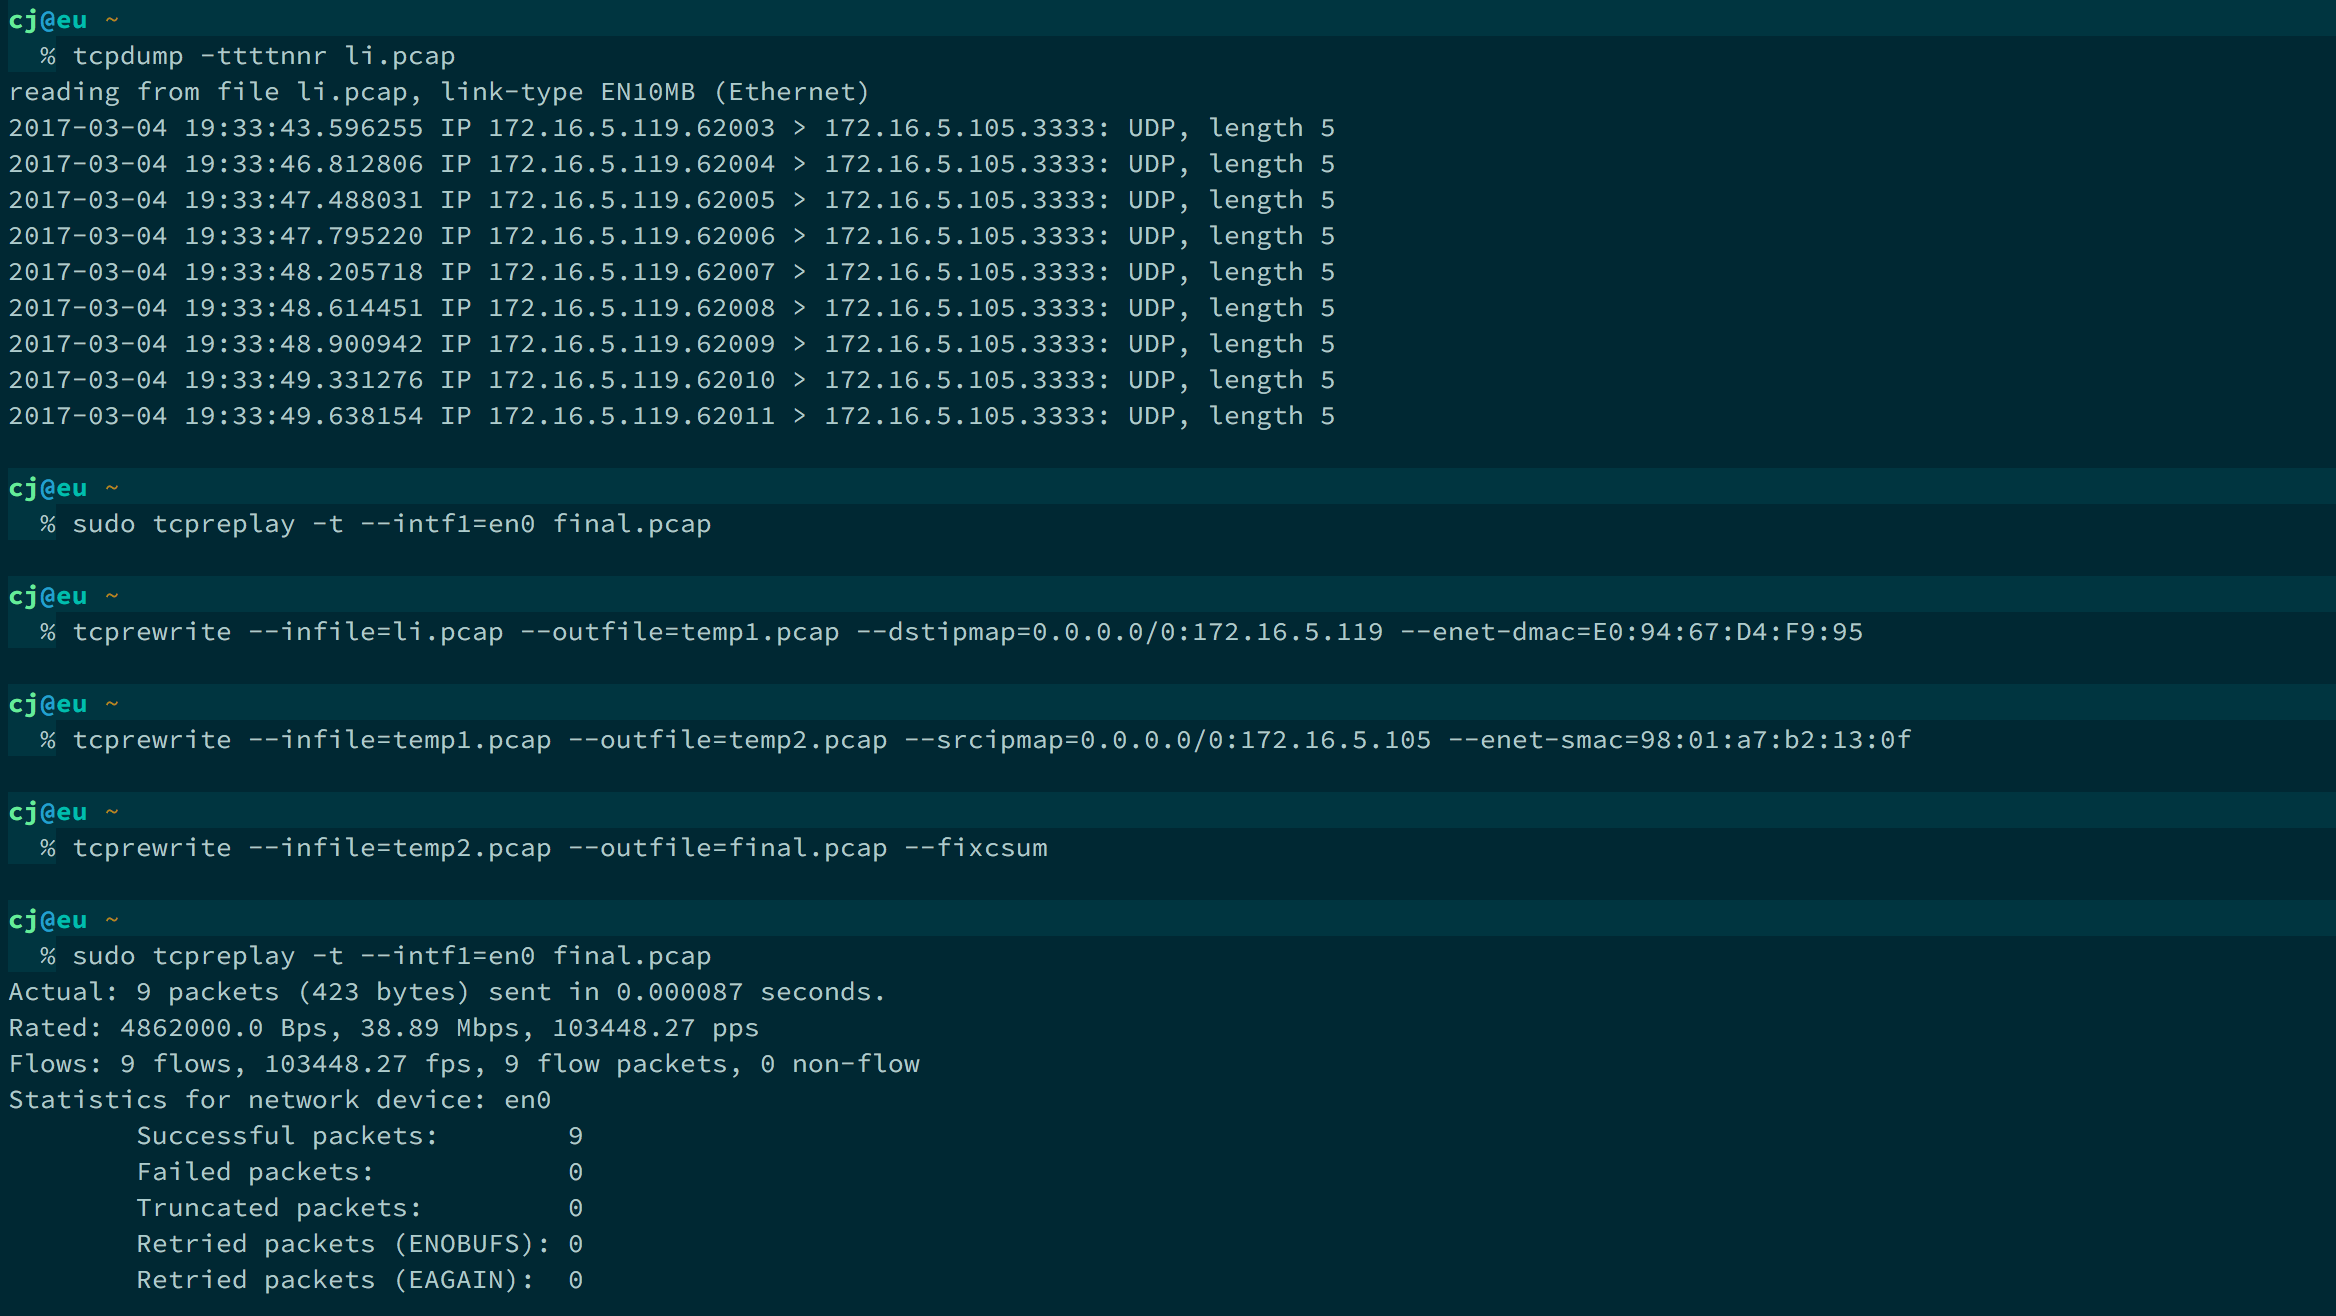 cj@eu ~
% tcpdump -ttttnnr li.pcap
reading from file li.pcap, link-type EN10MB (Ethernet)
2017-03-04 19:33:43.596255 IP 172.16.5.119.62003 > 172.16.5.105.3333: UDP, length 5
2017-03-04 19:33:46.812806 IP 172.16.5.119.62004 > 172.16.5.105.3333: UDP, length 5
2017-03-04 19:33:47.488031 IP 172.16.5.119.62005 > 172.16.5.105.3333: UDP, length 5
2017-03-04 19:33:47.795220 IP 172.16.5.119.62006 > 172.16.5.105.3333: UDP, length 5
2017-03-04 19:33:48.205718 IP 172.16.5.119.62007 > 172.16.5.105.3333: UDP, length 5
2017-03-04 19:33:48.614451 IP 172.16.5.119.62008 > 172.16.5.105.3333: UDP, length 5
2017-03-04 19:33:48.900942 IP 172.16.5.119.62009 > 172.16.5.105.3333: UDP, length 5
2017-03-04 19:33:49.331276 IP 172.16.5.119.62010 > 172.16.5.105.3333: UDP, length 5
2017-03-04 19:33:49.638154 IP 172.16.5.119.62011 > 172.16.5.105.3333: UDP, length 5
cj@eu ~
% sudo tcpreplay -t --intf1=en0 final.pcap
cj@eu ~
% tcprewrite --infile=li.pcap --outfile=temp1.pcap --dstipmap=0.0.0.0/0:172.16.5.119 --enet-dmac=E0:94:67:D4:F9:95
cj@eu ~
% tcprewrite --infile=temp1.pcap --outfile=temp2.pcap --srcipmap=0.0.0.0/0:172.16.5.105 --enet-smac=98:01:a7:b2:13:0f
cj@eu ~
% tcprewrite --infile=temp2.pcap --outfile=final.pcap --fixcsum
cj@eu ~
% sudo tcpreplay -t --intf1=en0 final.pcap
Actual: 9 packets (423 bytes) sent in 0.000087 seconds.
Rated: 4862000.0 Bps, 38.89 Mbps, 103448.27 pps
Flows: 9 flows, 103448.27 fps, 9 flow packets, 0 non-flow
Statistics for network device: en0
Successful packets: 9
Failed packets: 0
Truncated packets: 0
Retried packets (ENOBUFS): 0
Retried packets (EAGAIN): 0